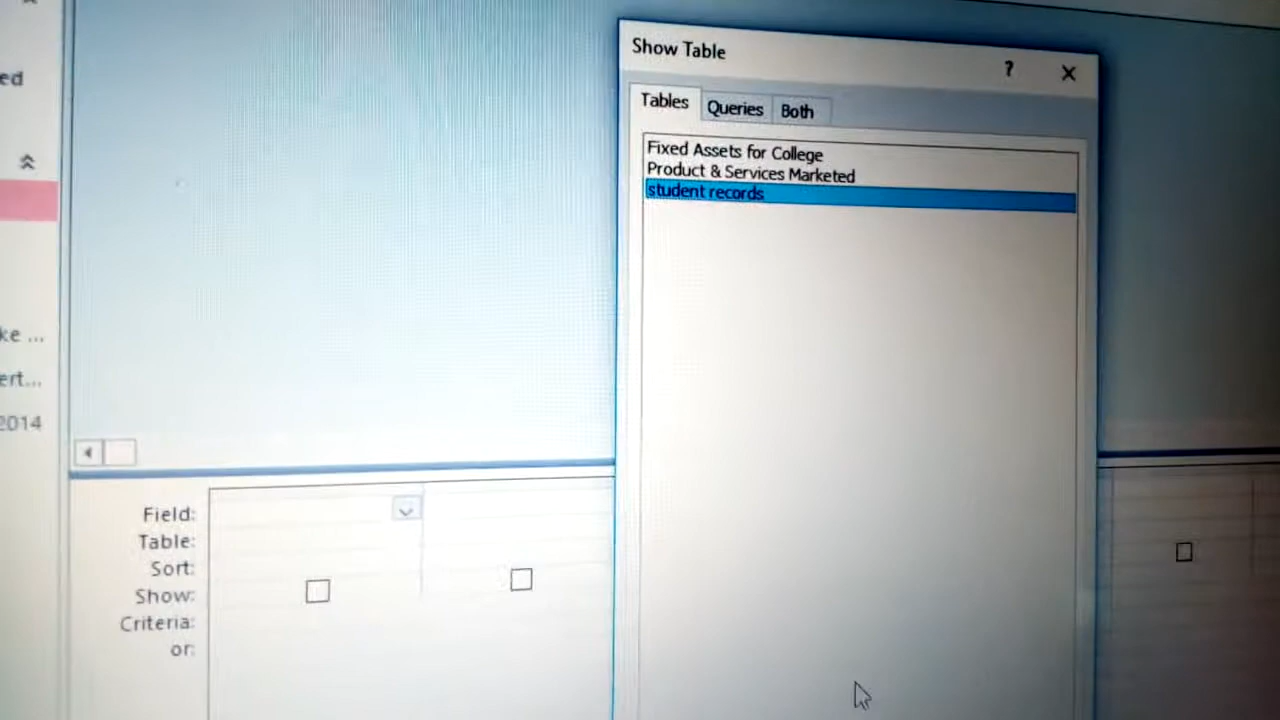 ed
ke ...
ert...
2014
Show Table
?
Tables Queries Both
Fixed Assets for College
Product & Services Marketed
student records
Field:
Table:
Sort:
Show:
Criteria:
or: